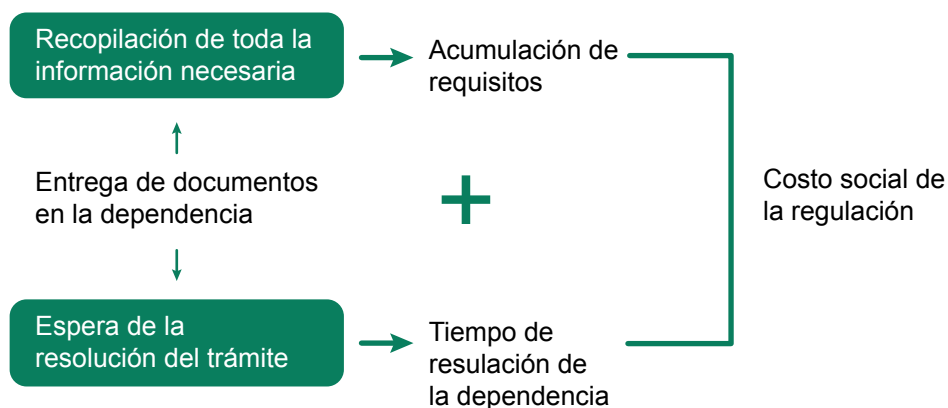 Recopilación de toda la
información necesaria
Acumulación de
requisitos
Entrega de documentos
en la dependencia
+
Costo social de
la regulación
Espera de la
resolución del trámite
Tiempo de
resulación de
la dependencia